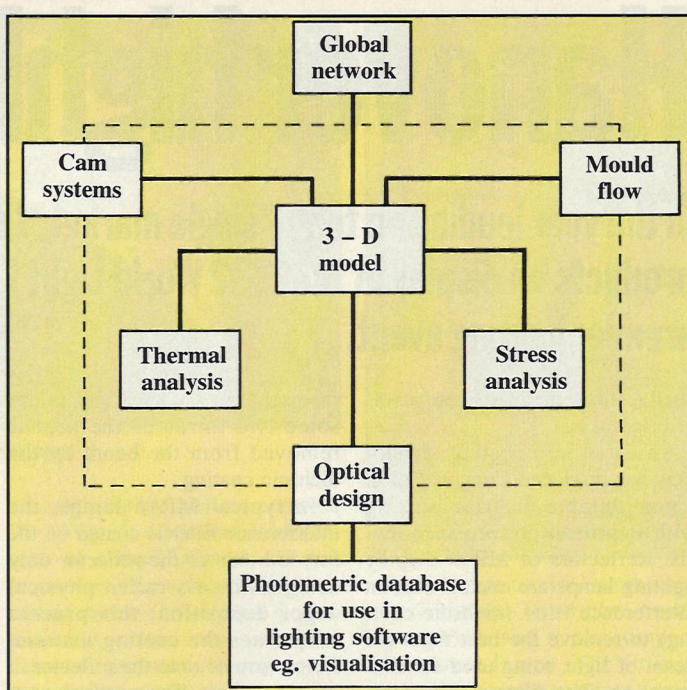 Global
network
Cam
systems
Mould
flow
3 – D
model
Thermal
analysis
Stress
analysis
Optical
design
Photometric database
for use in
lighting software
eg. visualisation